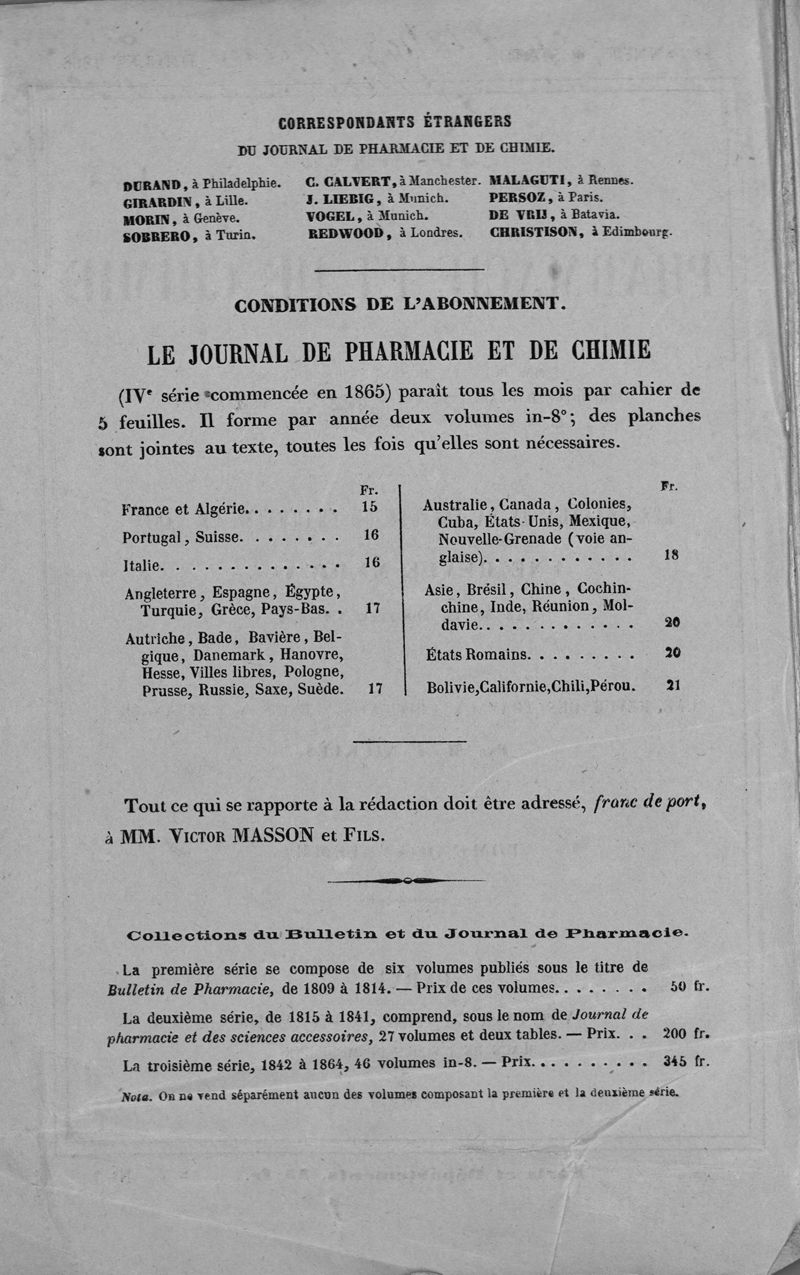 CORRESPONDANTS ÉTRANGERS
DU JOURNAL DE PHARMACIE ET DE CHIMIE.
DURAND, à Philadelphie.
GIRARDIN, à Lille.
MORIN, à Genève.
SOBRERO, à Turin.
C. CALVERT, à Manchester.
J. LIEBIG, à Munich.
VOGEL, à Munich.
REDWOOD, à Londres.
MALAGUTI, à Rennes.
PERSOZ, à Paris.
DE VRIJ, à Batavia.
CHRISTISON, à Edimbourg.
CONDITIONS DE L'ABONNEMENT.
LE JOURNAL DE PHARMACIE ET DE CHIMIE
(IVe série commencée en 1865) paraît tous les mois par cahier de
5 feuilles. Il forme par année deux volumes in-8°; des planches
sont jointes au texte, toutes les fois qu'elles sont nécessaires.
Fr.
France et Algérie. . . . . . . . 15
Portugal, Suisse. . . . . . . . 16
Italie. . . . . . . . . . . . . . 16
Angleterre, Espagne, Égypte,
Turquie, Grèce, Pays-Bas. . 17
Autriche, Bade, Bavière, Bel-
gique, Danemark, Hanovre,
Hesse, Villes libres, Pologne,
Prusse, Russie, Saxe, Suède. 17
Fr.
Australie, Canada, Colonies,
Cuba, États-Unis, Mexique,
Nouvelle-Grenade (voie an-
glaise). . . . . . . . . . . . 18
Asie, Brésil, Chine, Cochin-
chine, Inde, Réunion, Mol-
davie. . . . . . . . . . . . . 20
États Romains. . . . . . . . . 20
Bolivie, Californie, Chili, Pérou. 21
Tout ce qui se rapporte à la rédaction doit être adressé, franc de port,
à MM. VICTOR MASSON et FILS.
Collections du Bulletin et du Journal de Pharmacie.
La première série se compose de six volumes publiés sous le titre de
Bulletin de Pharmacie, de 1809 à 1814. — Prix de ces volumes. . . . . . . . 50 fr.
La deuxième série, de 1815 à 1841, comprend, sous le nom de Journal de
pharmacie et des sciences accessoires, 27 volumes et deux tables. — Prix. . . 200 fr.
La troisième série, 1842 à 1864, 46 volumes in-8. — Prix. . . . . . . . . . 345 fr.
Nota. On ne vend séparément aucun des volumes composant la première et la deuxième série.